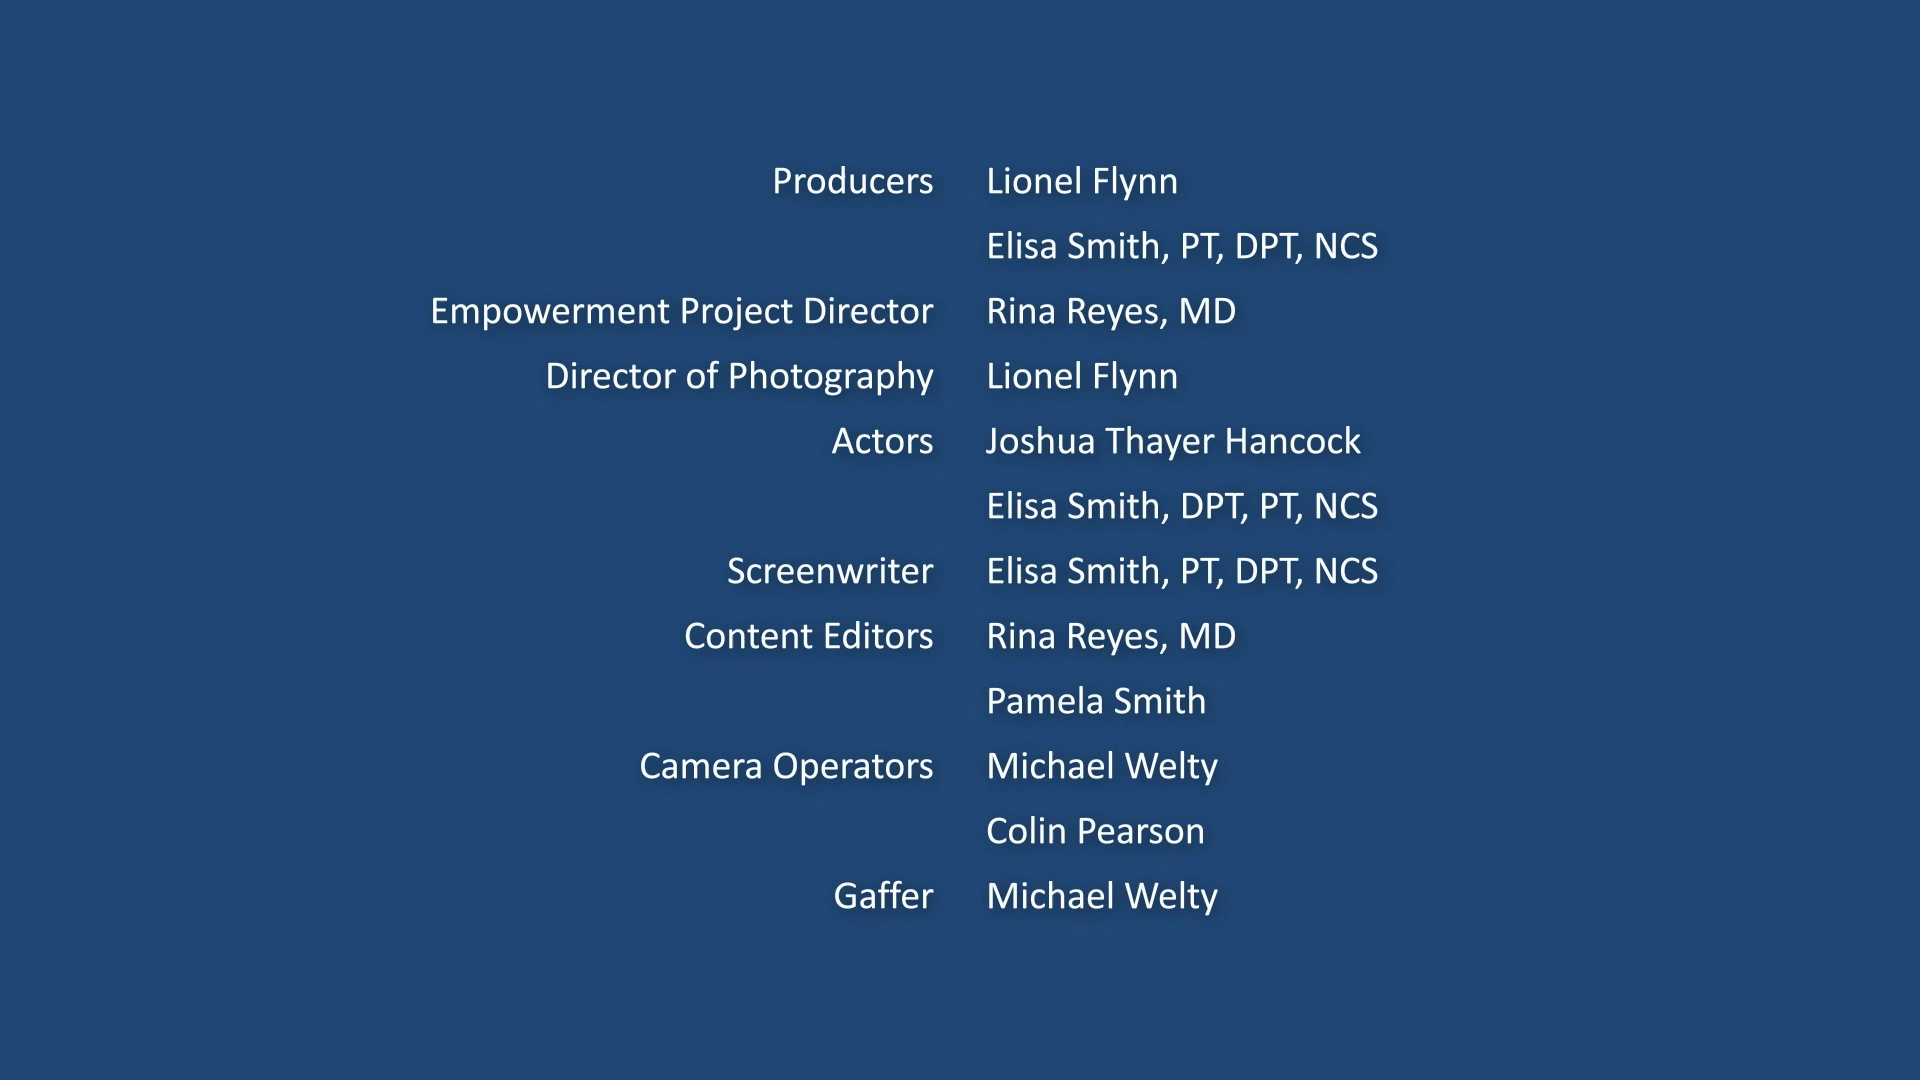 Producers Lionel Flynn
Elisa Smith, PT, DPT, NCS
Empowerment Project Director Rina Reyes, MD
Director of Photography Lionel Flynn
Actors Joshua Thayer Hancock
Elisa Smith, DPT, PT, NCS
Screenwriter Elisa Smith, PT, DPT, NCS
Content Editors Rina Reyes, MD
Pamela Smith
Camera Operators Michael Welty
Colin Pearson
Gaffer Michael Welty